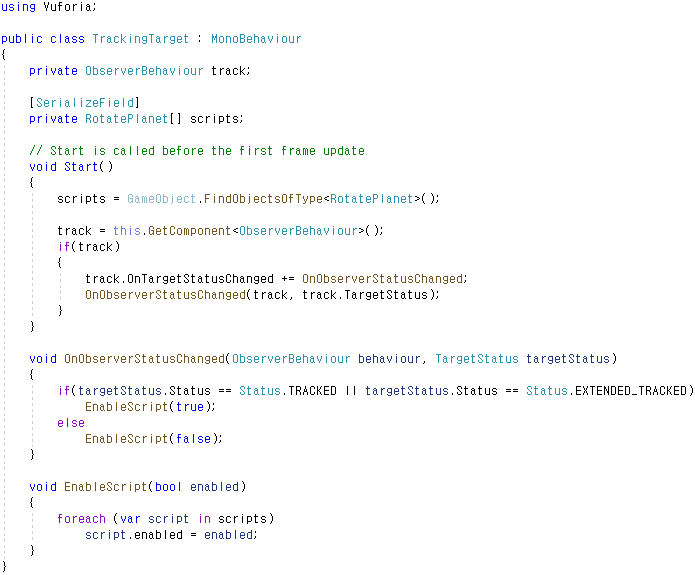 using Vuforia;
public class TrackingTarget : MonoBehaviour
{
    private ObserverBehaviour track;
    [SerializeField]
    private RotatePlanet[] scripts;
    // Start is called before the first frame update
    void Start()
    {
        scripts = GameObject.FindObjectsOfType<RotatePlanet>();
        track = this.GetComponent<ObserverBehaviour>();
        if(track)
        {
            track.OnTargetStatusChanged += OnObserverStatusChanged;
            OnObserverStatusChanged(track, track.TargetStatus);
        }
    }
    void OnObserverStatusChanged(ObserverBehaviour behaviour, TargetStatus targetStatus)
    {
        if(targetStatus.Status == Status.TRACKED || targetStatus.Status == Status.EXTENDED_TRACKED)
            EnableScript(true);
        else
            EnableScript(false);
    }
    void EnableScript(bool enabled)
    {
        foreach (var script in scripts)
            script.enabled = enabled;
    }
}